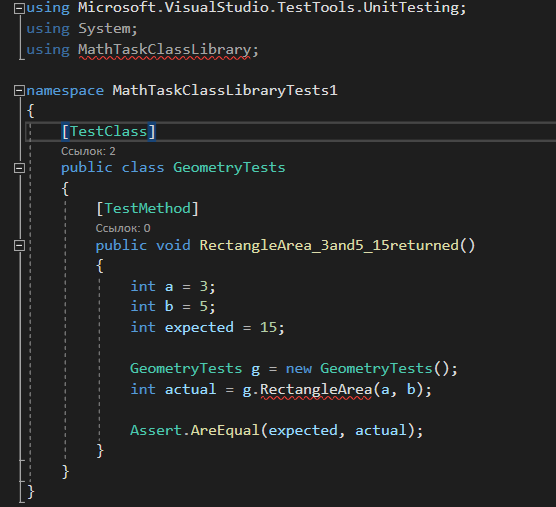 using Microsoft.VisualStudio.TestTools.UnitTesting;
using System;
using MathTaskClassLibrary;
namespace MathTaskClassLibraryTests1
{
[TestClass]
Ссылок: 2
public class GeometryTests
{
[TestMethod]
Ссылок: 0
public void RectangleArea_3and5_15returned()
{
int a = 3;
int b = 5;
int expected = 15;
GeometryTests g = new GeometryTests();
int actual = g.RectangleArea(a, b);
Assert.AreEqual(expected, actual);
}
}
}